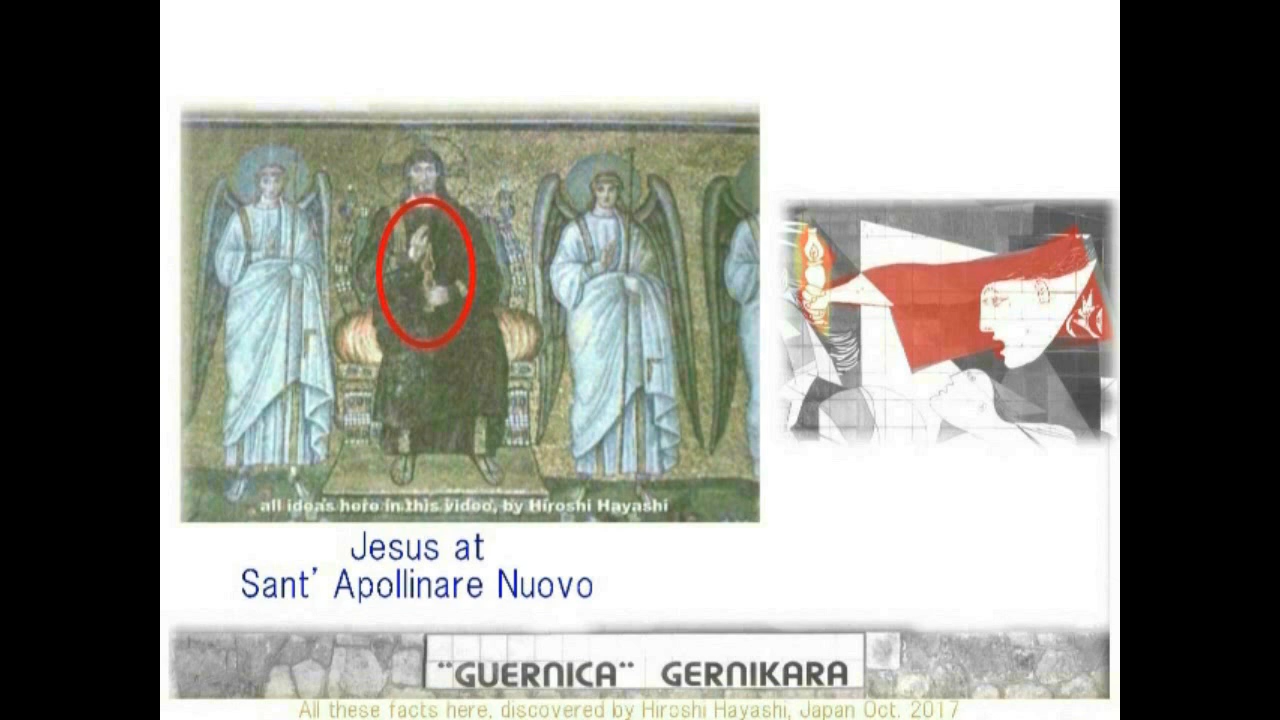 all ideas here in this video, by Hiroshi Hayashi
Jesus at
Sant' Apollinare Nuovo
"GUERNICA" GERNIKARA
All these facts here, discovered by Hiroshi Hayashi, Japan Oct. 2017